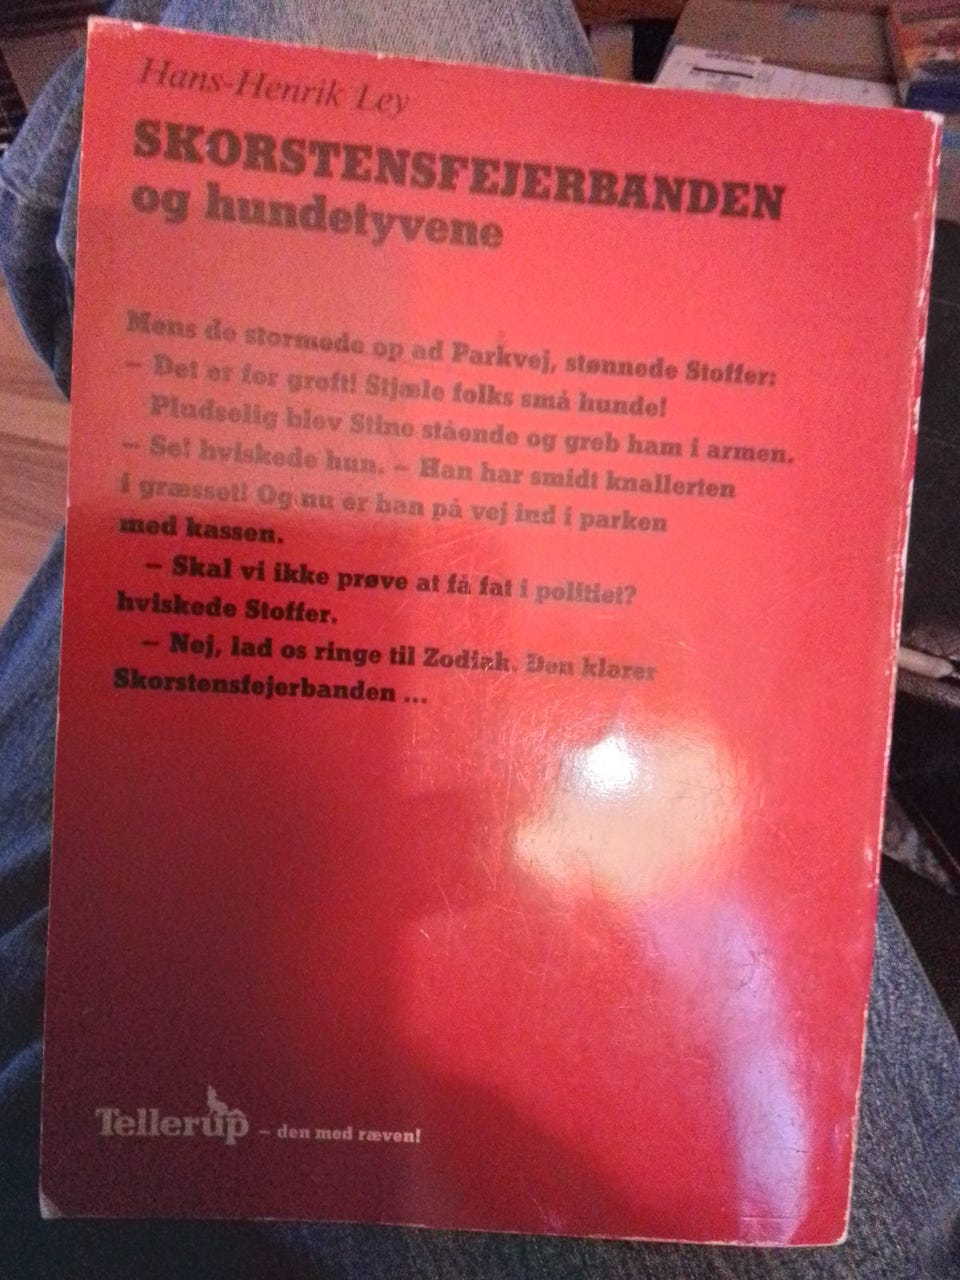 Hans-Henrik Ley
SKORSTENSFEJERBANDEN
og hundetyvene
Mens de stormede op ad Parkvej, stønnede Stoffer:
– Det er for groft! Stjæle folks små hunde!
Pludselig blev Stine stående og greb ham i armen.
– Se! hviskede hun. – Han har smidt knallerten
i græsset! Og nu er han på vej ind i parken
med kassen.
– Skal vi ikke prøve at få fat i politiet?
hviskede Stoffer.
– Nej, lad os ringe til Zodiak. Den klarer
Skorstensfejerbanden ...
Tellerup – den med ræven!